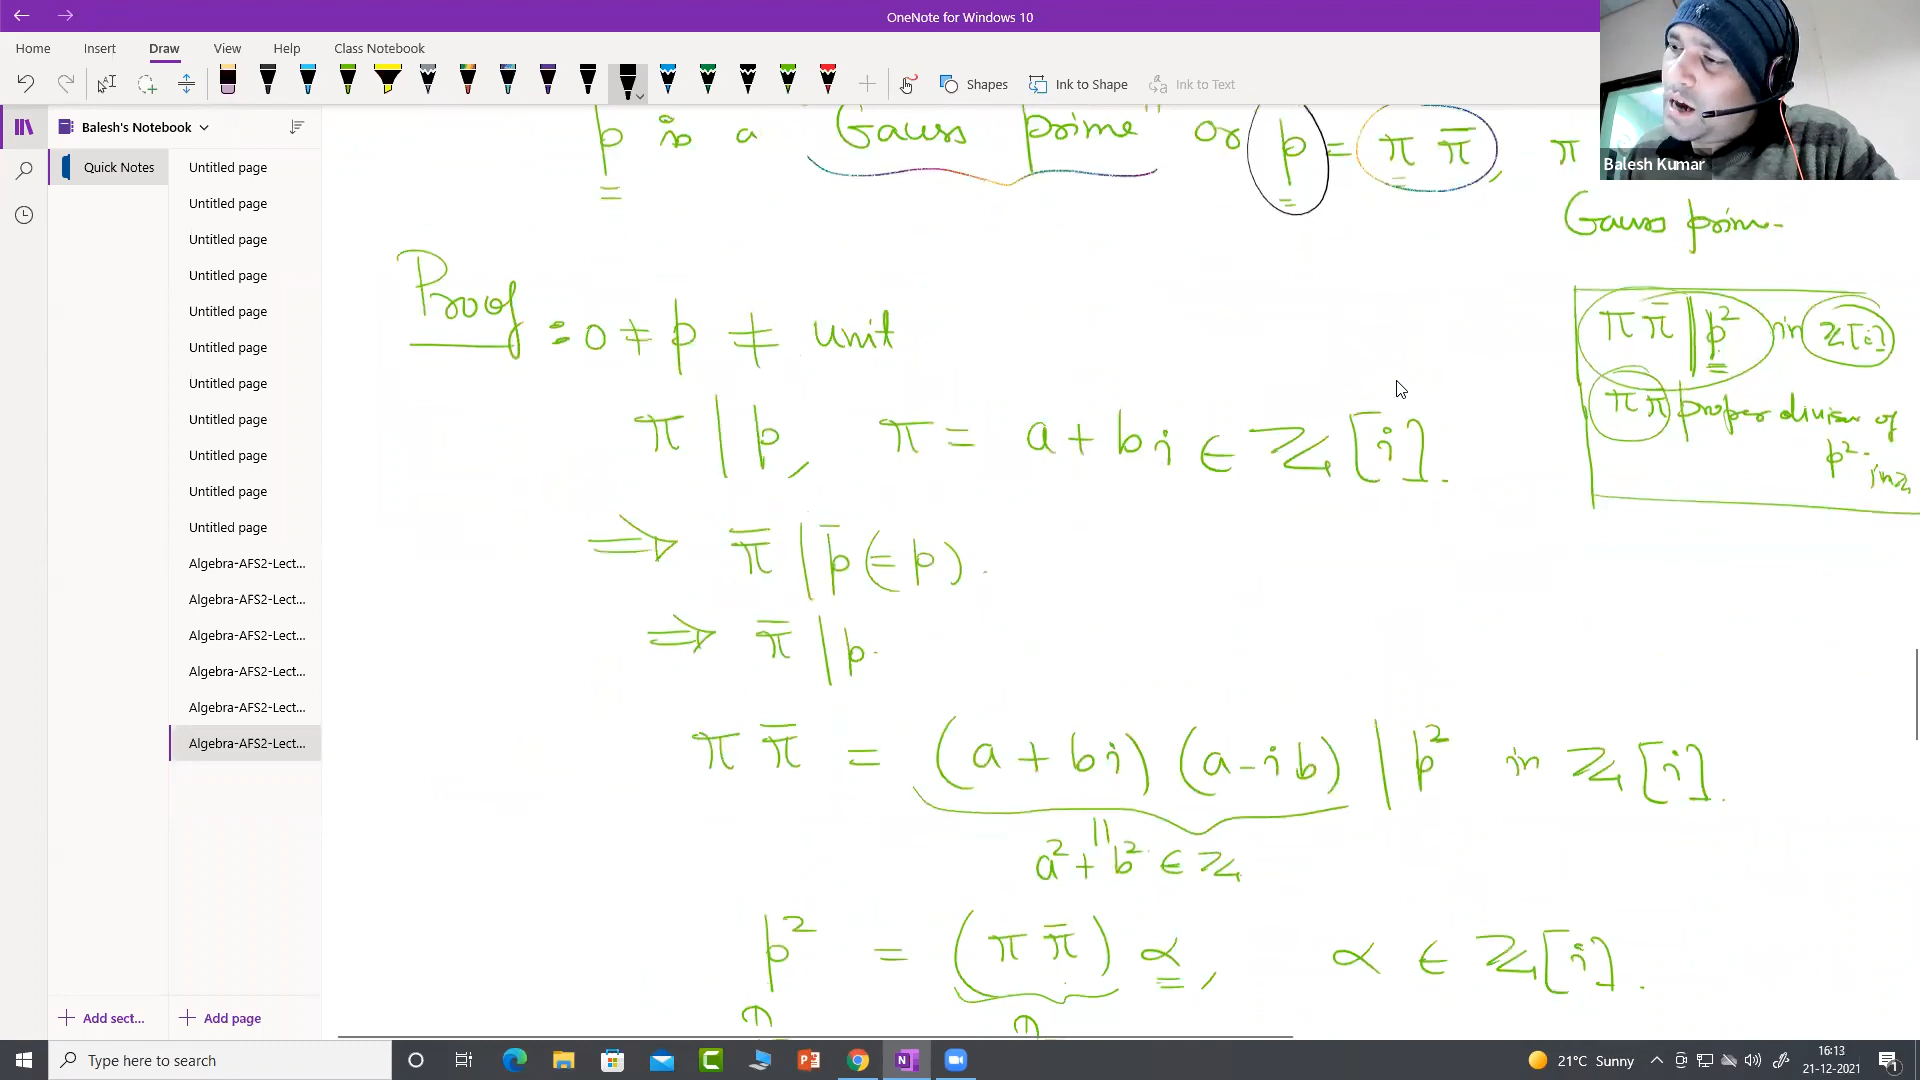 OneNote for Windows 10
Home Insert Draw View Help Class Notebook
Shapes Ink to Shape Ink to Text
Balesh's Notebook
Quick Notes
Untitled page
Untitled page
Untitled page
Untitled page
Untitled page
Untitled page
Untitled page
Untitled page
Untitled page
Untitled page
Untitled page
Algebra-AFS2-Lect...
Algebra-AFS2-Lect...
Algebra-AFS2-Lect...
Algebra-AFS2-Lect...
Algebra-AFS2-Lect...
Algebra-AFS2-Lect...
Add sect...
Add page
Balesh Kumar
p is a "Gauss prime" or p = π π̄, π
Gauss prime
Proof : 0 ≠ p ≠ unit
π | p, π = a + bi ∈ ℤ[i].
⇒ π̄ | p̄ (= p).
⇒ π̄ | p.
π π̄ = (a + bi) (a - ib) | p² in ℤ[i].
a² + b² ∈ ℤ
p² = (π π̄) α, α ∈ ℤ[i].
π π̄ | p² in ℤ[i]
π π̄ proper divisor of
p² in ℤ
Type here to search
21°C Sunny
16:13
21-12-2021